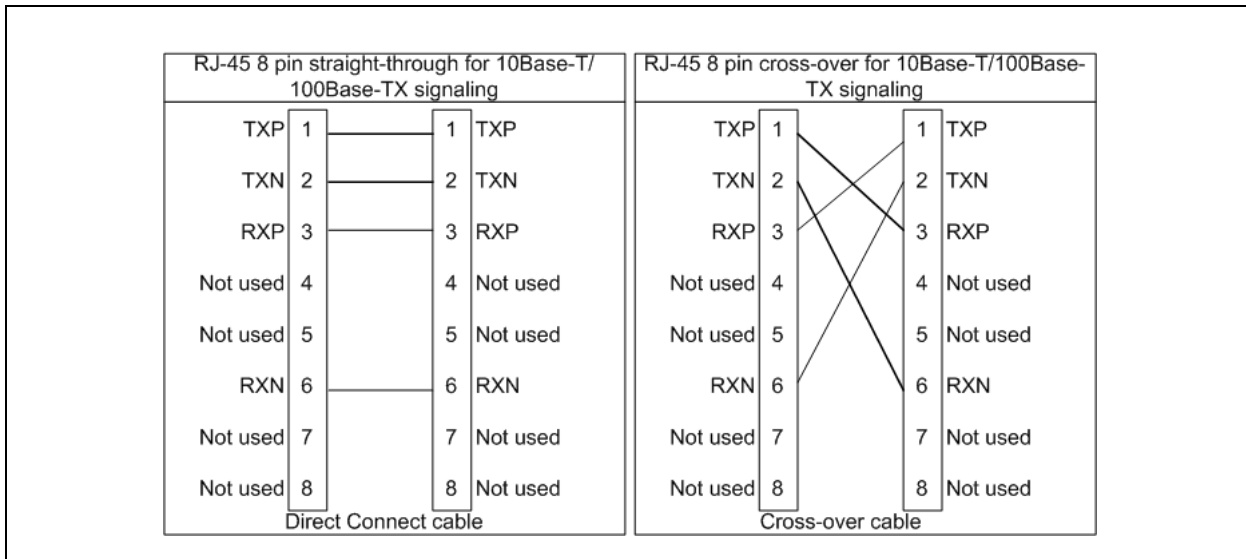 RJ-45 8 pin straight-through for 10Base-T/
100Base-TX signaling
TXP 1 1 TXP
TXN 2 2 TXN
RXP 3 3 RXP
Not used 4 4 Not used
Not used 5 5 Not used
RXN 6 6 RXN
Not used 7 7 Not used
Not used 8 8 Not used
Direct Connect cable
RJ-45 8 pin cross-over for 10Base-T/100Base-
TX signaling
TXP 1 1 TXP
TXN 2 2 TXN
RXP 3 3 RXP
Not used 4 4 Not used
Not used 5 5 Not used
RXN 6 6 RXN
Not used 7 7 Not used
Not used 8 8 Not used
Cross-over cable